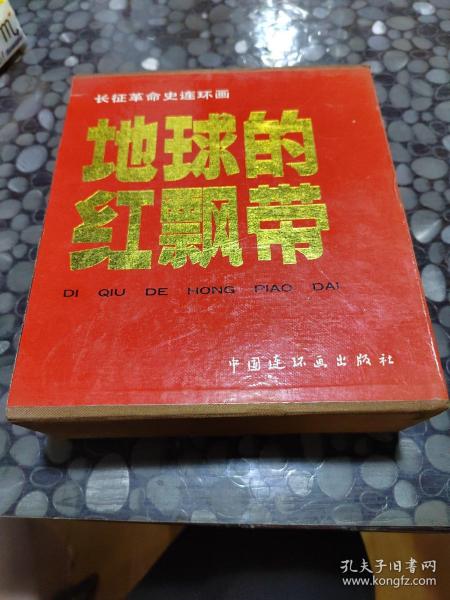 长征革命史连环画
地球的
红飘带
DI QIU DE HONG PIAO DAI
中国连环画出版社
孔夫子旧书网
www.kongfz.com